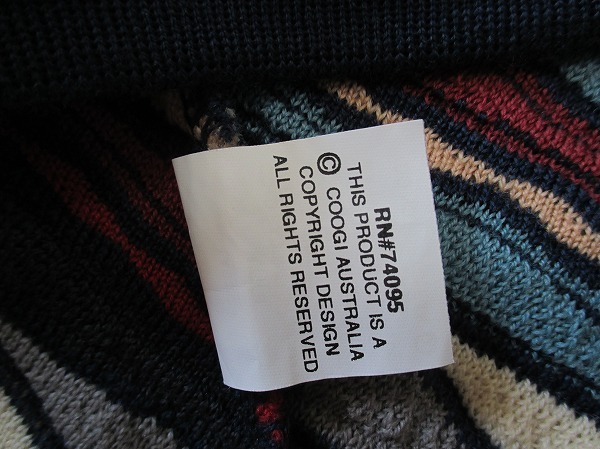 RN#74095
THIS PRODUCT IS A
© COOGI AUSTRALIA
COPYRIGHT DESIGN
ALL RIGHTS RESERVED